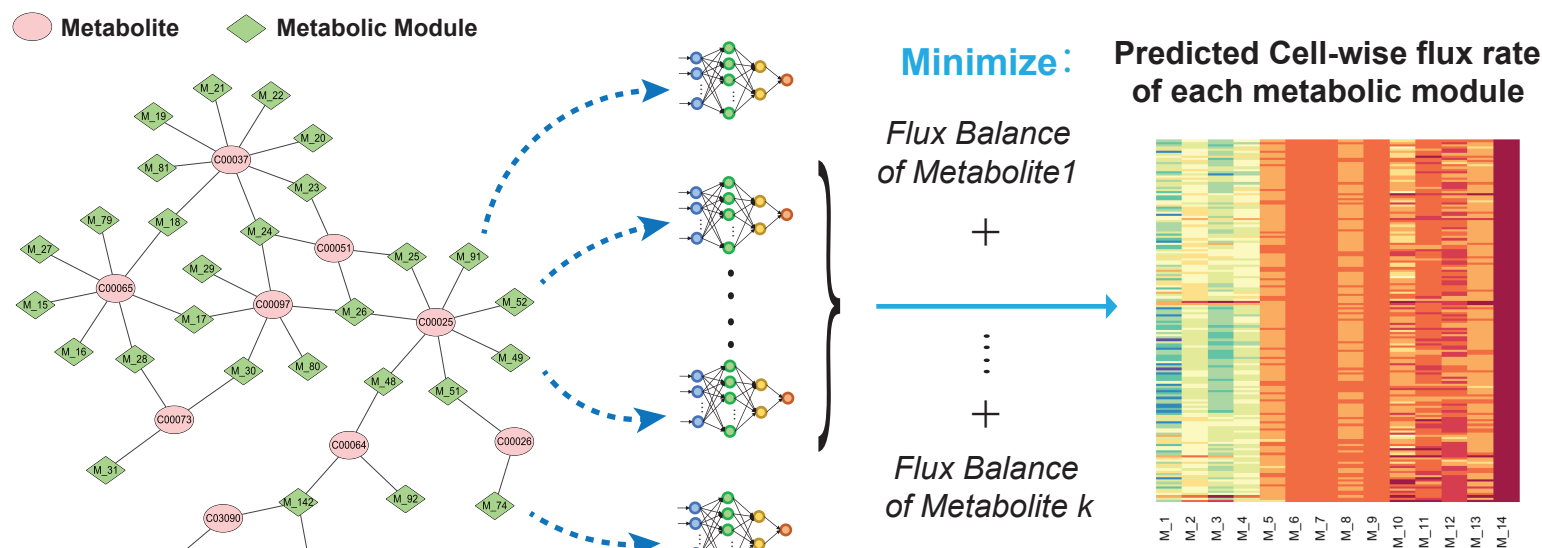 Metabolite
Metabolic Module
M_21
M_22
M_19
M_20
C00037
M_81
M_23
M_79
M_18
M_24
C00051
M_27
M_25
M_91
M_29
C00065
M_15
C00097
M_52
M_17
M_26
C00025
M_16
M_28
M_49
M_30
M_80
M_48
M_51
C00073
C00064
C00026
M_31
M_142
M_92
M_74
C03090
Minimize:
Flux Balance
of Metabolite1
+
+
Flux Balance
of Metabolite k
Predicted Cell-wise flux rate
of each metabolic module
M_1
M_2
M_3
M_4
M_5
M_6
M_7
M_8
M_9
M_10
M_11
M_12
M_13
M_14